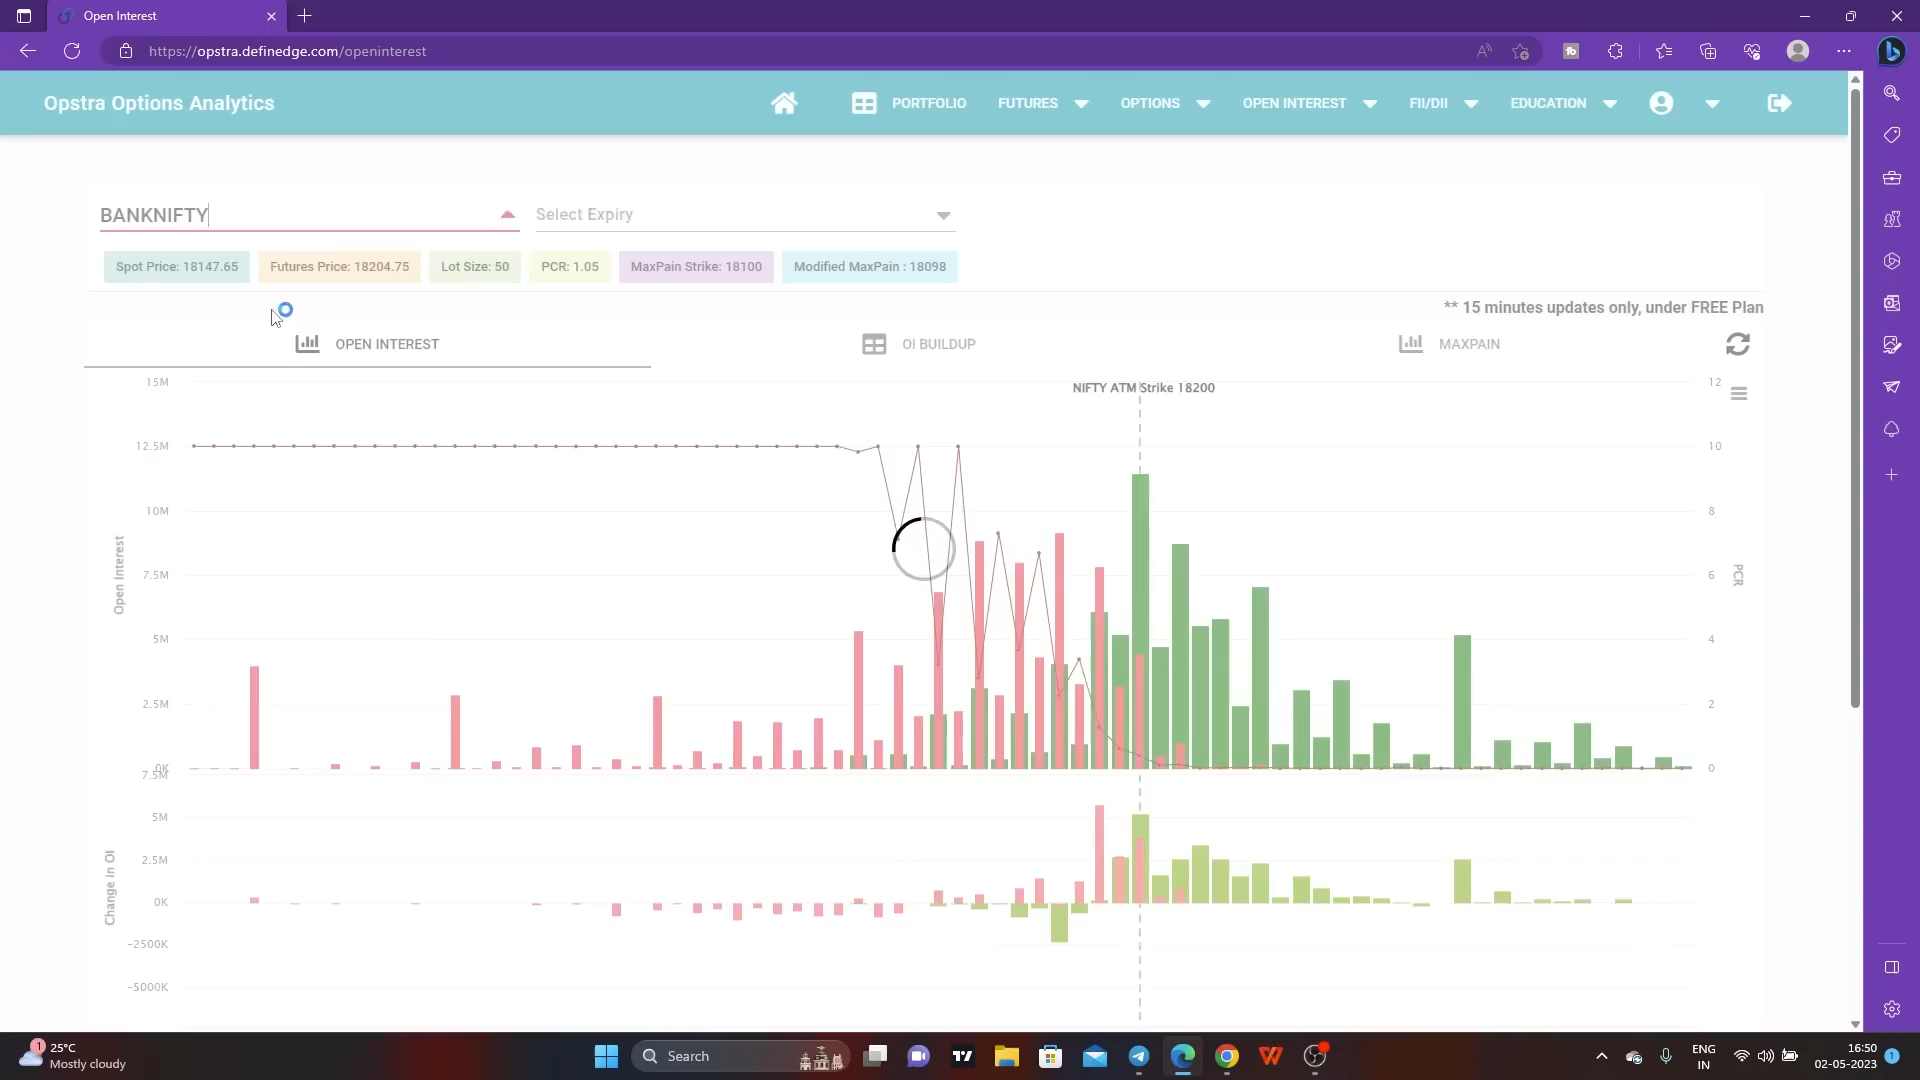 Open Interest
https://opstra.definedge.com/openinterest
Opstra Options Analytics
PORTFOLIO
FUTURES
OPTIONS
OPEN INTEREST
FII/DII
EDUCATION
BANKNIFTY
Select Expiry
Spot Price: 18147.65
Futures Price: 18204.75
Lot Size: 50
PCR: 1.05
MaxPain Strike: 18100
Modified MaxPain : 18098
** 15 minutes updates only, under FREE Plan
OPEN INTEREST
OI BUILDUP
MAXPAIN
NIFTY ATM Strike 18200
15M
12.5M
10M
7.5M
5M
2.5M
0K
Open Interest
12
10
8
6
4
2
0
PCR
7.5M
5M
2.5M
0K
−2500K
−5000K
Change in OI
1
25°C
Mostly cloudy
Search
ENG
IN
16:50
02-05-2023
1